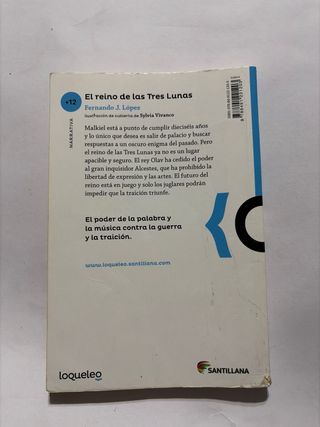 +12
NARRATIVA
El reino de las Tres Lunas
Fernando J. López
Ilustración de cubierta de Sylvia Vivanco
Malkiel está a punto de cumplir dieciséis años
y lo único que desea es salir de palacio y buscar
respuestas a un oscuro enigma del pasado. Pero
el reino de las Tres Lunas ya no es un lugar
apacible y seguro. El rey Olav ha cedido el poder
al gran inquisidor Alcestes, que ha prohibido la
libertad de expresión y las artes. El futuro del
reino está en juego y solo los juglares podrán
impedir que la traición triunfe.
El poder de la palabra y
la música contra la guerra
y la traición.
www.loqueleo.santillana.com
loqueleo
SANTILLANA